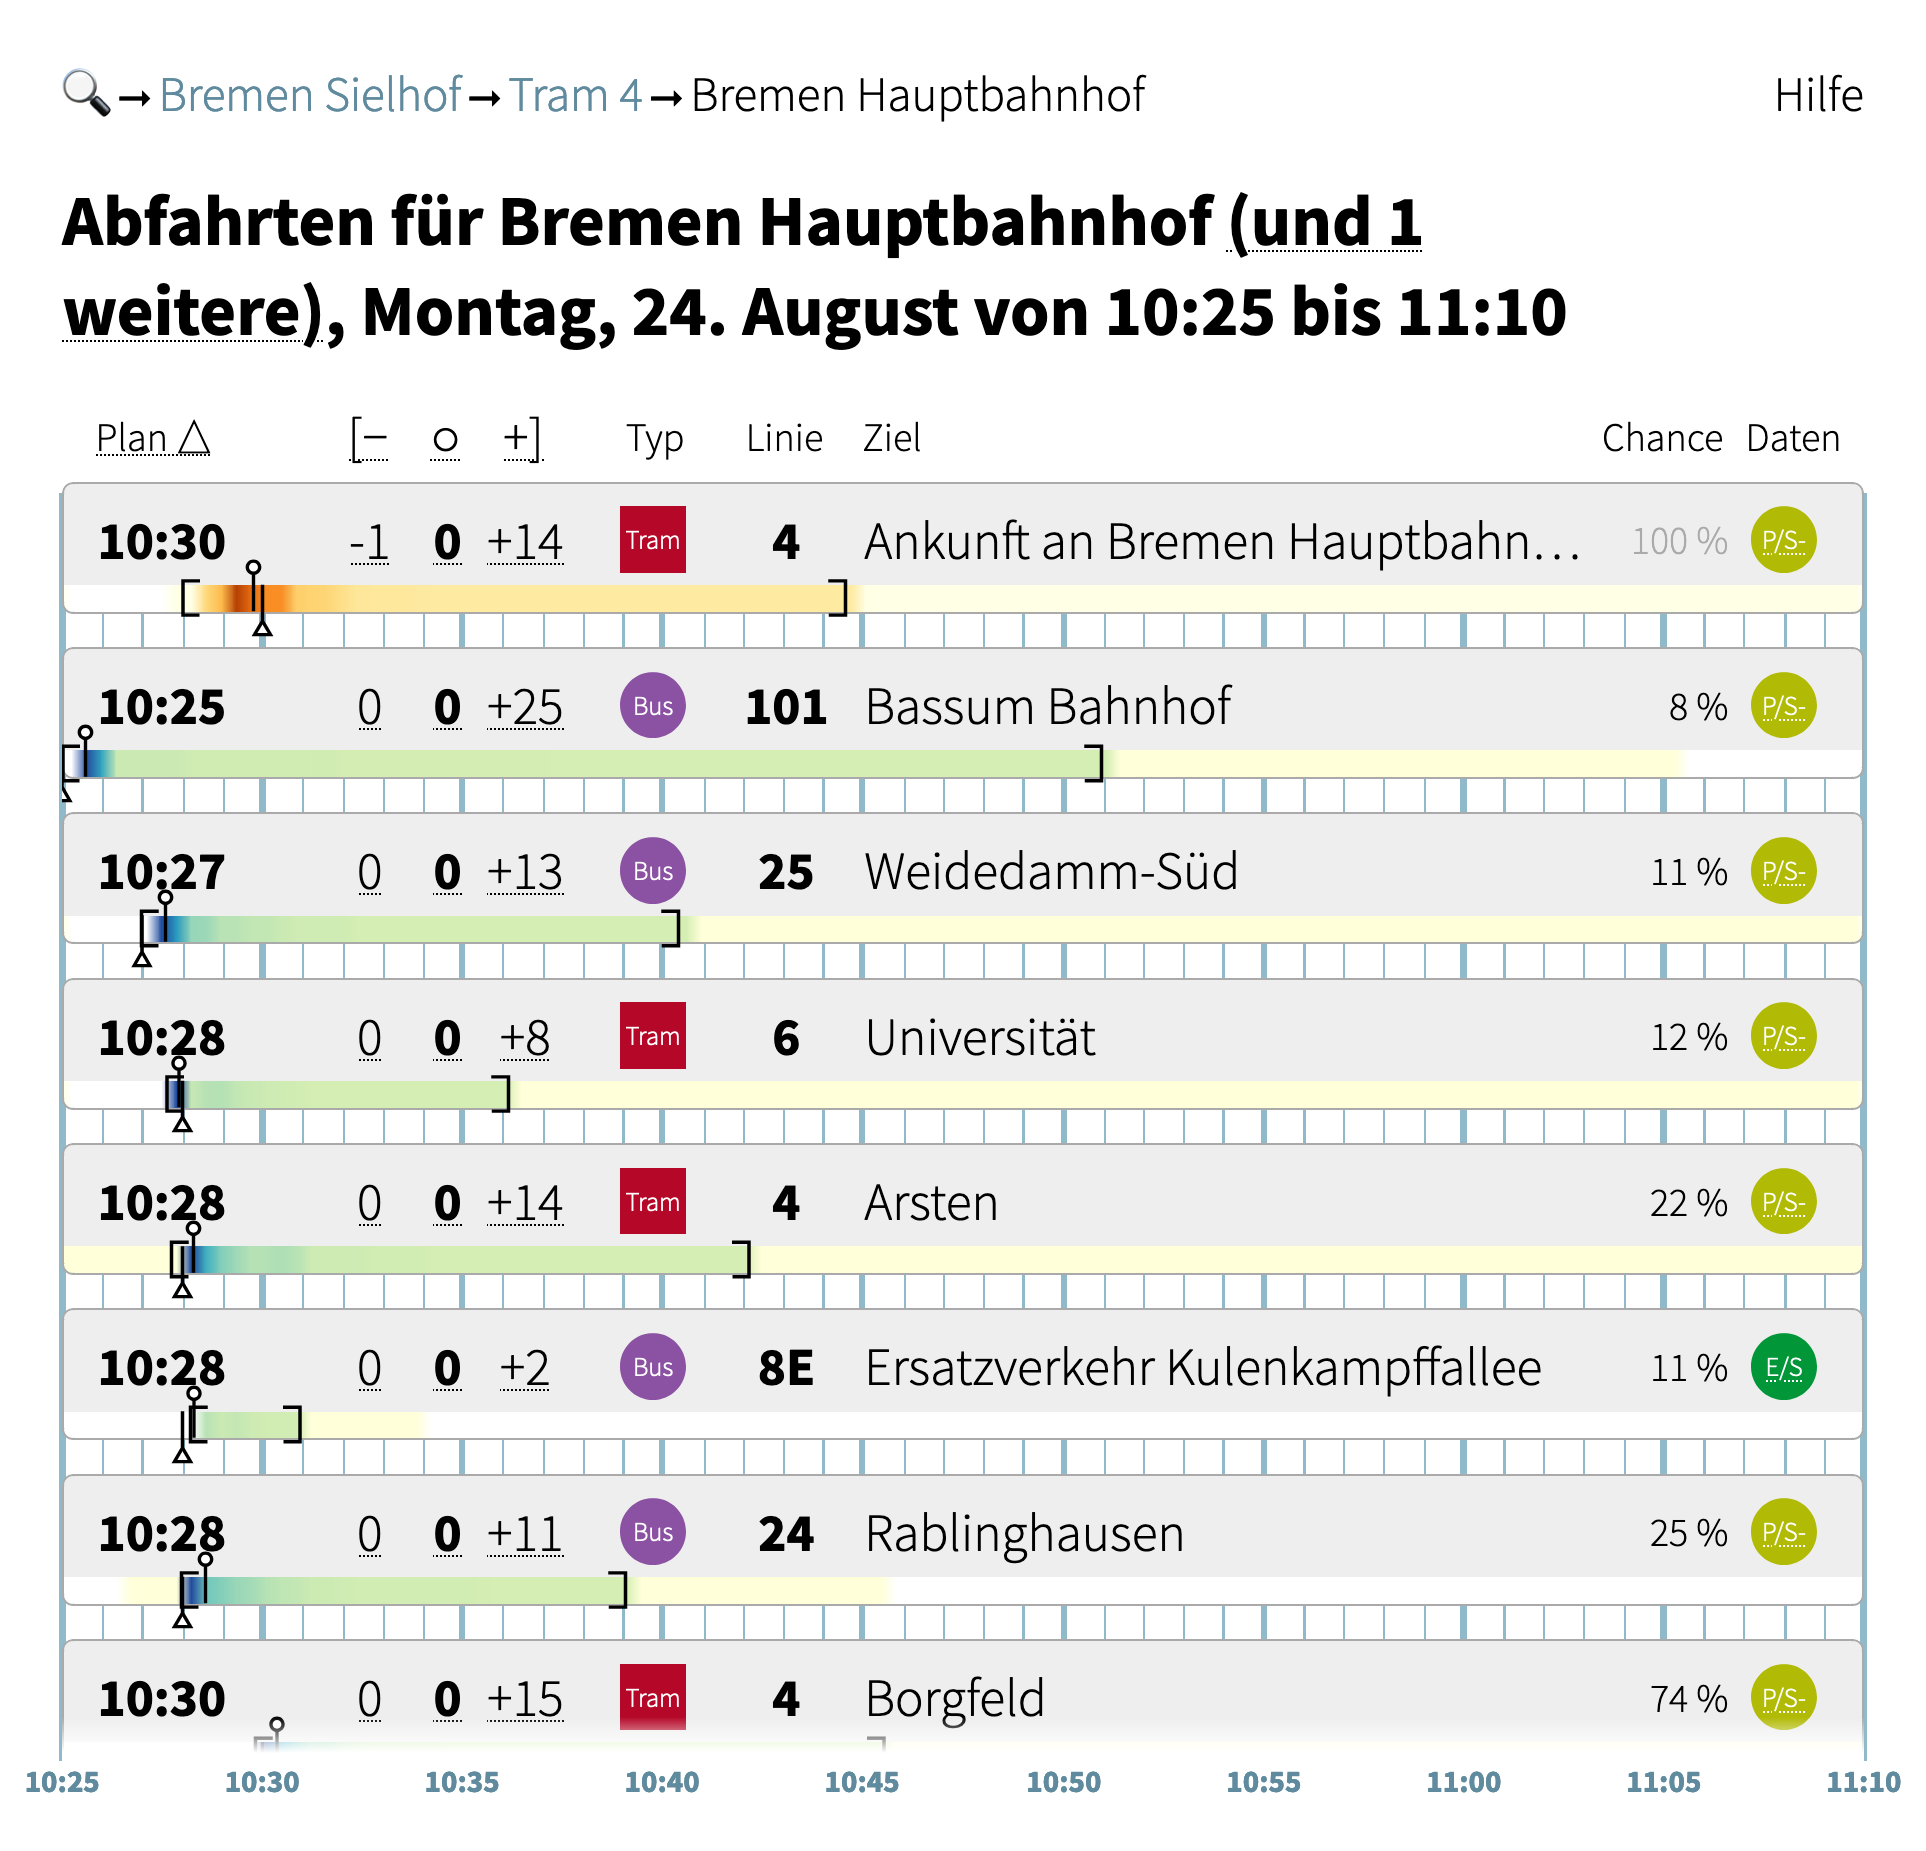 → Bremen Sielhof → Tram 4 → Bremen Hauptbahnhof Hilfe
Abfahrten für Bremen Hauptbahnhof (und 1
weitere), Montag, 24. August von 10:25 bis 11:10
Plan △ [− ○ +] Typ Linie Ziel Chance Daten
10:30 -1 0 +14 Tram 4 Ankunft an Bremen Hauptbahn… 100 % P/S-
10:25 0 0 +25 Bus 101 Bassum Bahnhof 8 % P/S-
10:27 0 0 +13 Bus 25 Weidedamm-Süd 11 % P/S-
10:28 0 0 +8 Tram 6 Universität 12 % P/S-
10:28 0 0 +14 Tram 4 Arsten 22 % P/S-
10:28 0 0 +2 Bus 8E Ersatzverkehr Kulenkampffallee 11 % E/S
10:28 0 0 +11 Bus 24 Rablinghausen 25 % P/S-
10:30 0 0 +15 Tram 4 Borgfeld 74 % P/S-
10:25 10:30 10:35 10:40 10:45 10:50 10:55 11:00 11:05 11:10